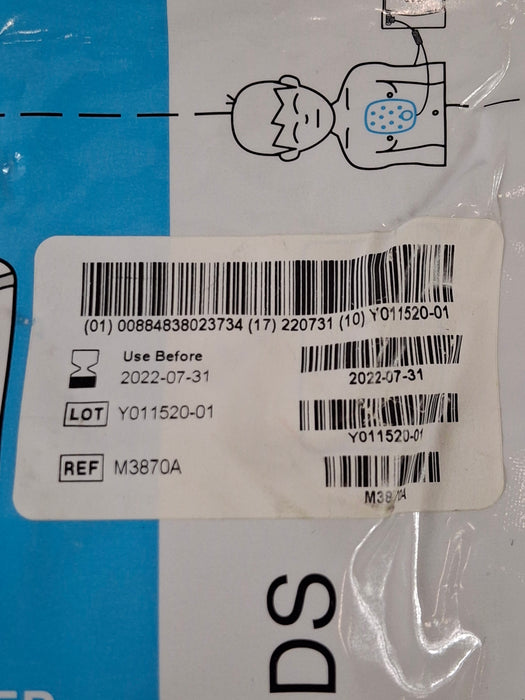 (01) 00884838023734 (17) 220731 (10) Y011520-01
Use Before
2022-07-31
2022-07-31
LOT Y011520-01
Y011520-01
REF M3870A
DS